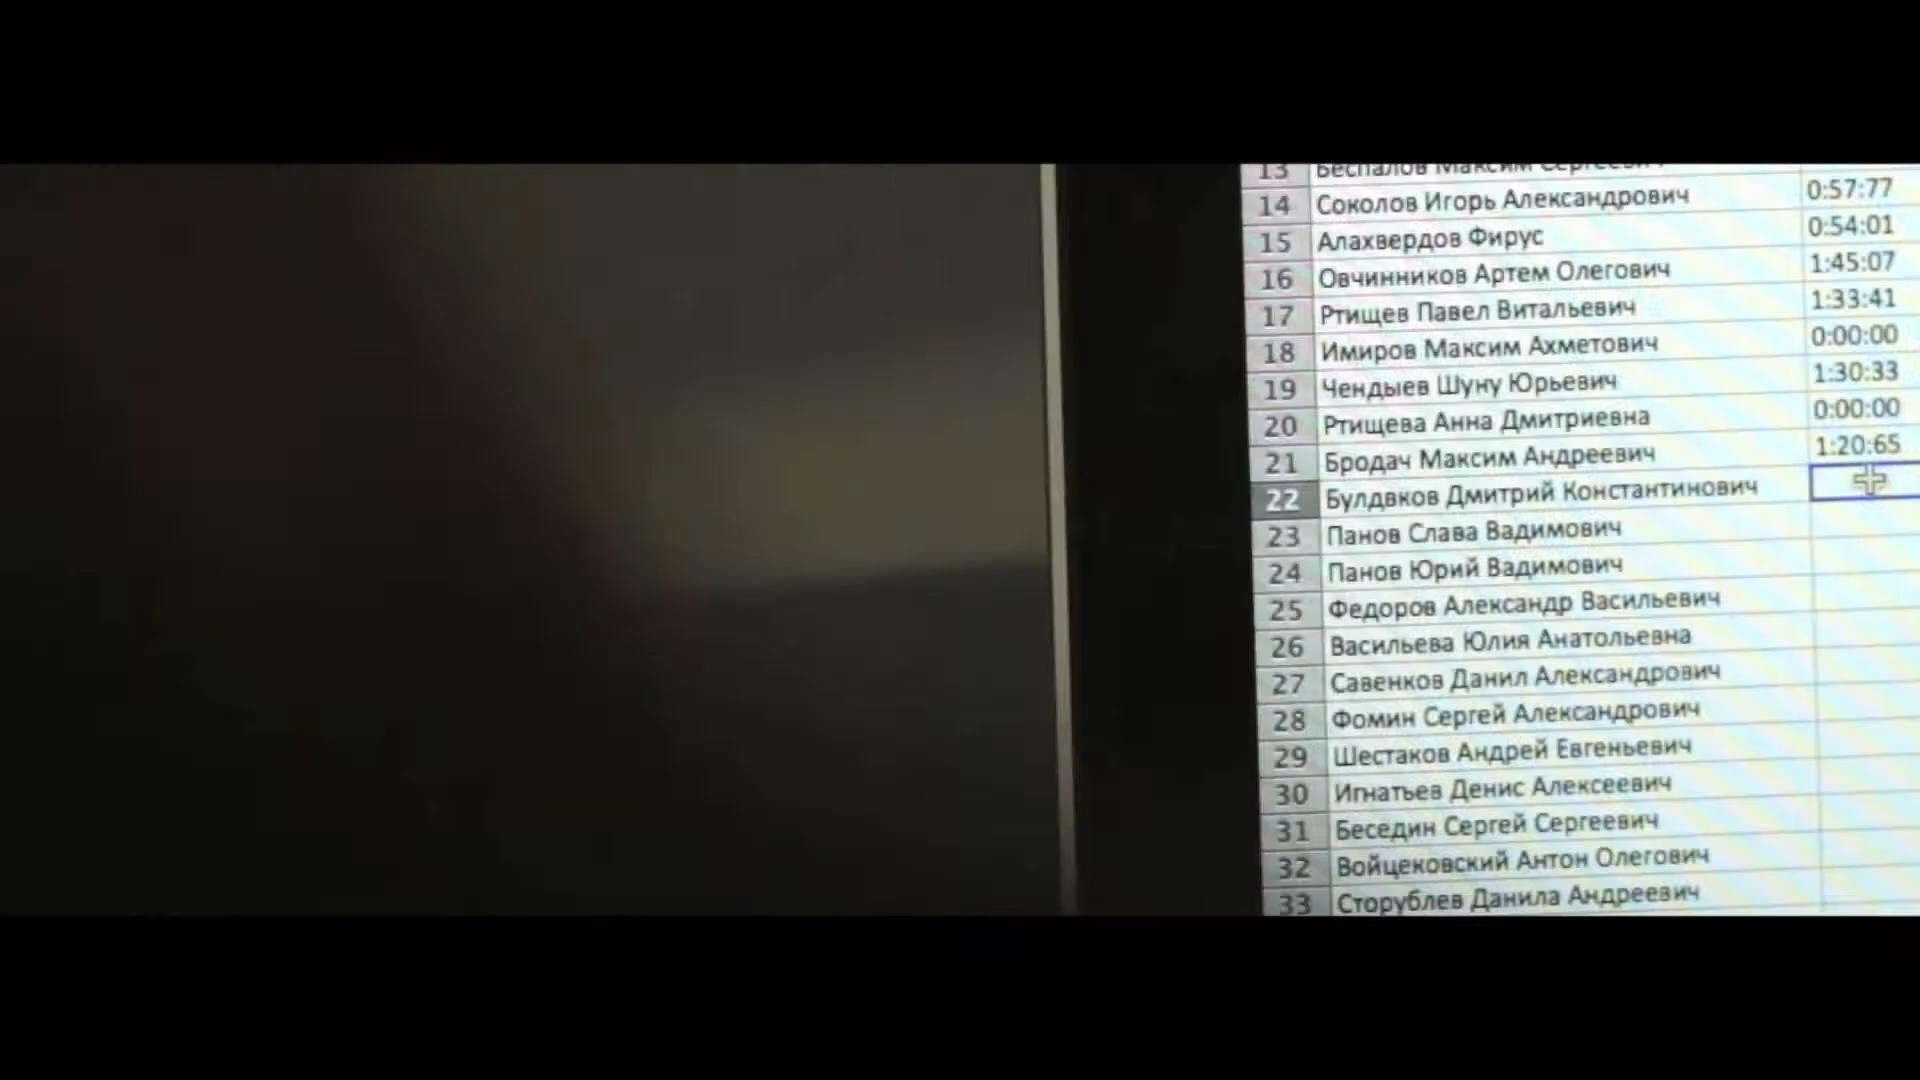 13 Беспалов Максим Сергеевич
14 Соколов Игорь Александрович 0:57:77
15 Алахвердов Фирус 0:54:01
16 Овчинников Артем Олегович 1:45:07
17 Ртищев Павел Витальевич 1:33:41
18 Имиров Максим Ахметович 0:00:00
19 Чендыев Шуну Юрьевич 1:30:33
20 Ртищева Анна Дмитриевна 0:00:00
21 Бродач Максим Андреевич 1:20:65
22 Булдвков Дмитрий Константинович
23 Панов Слава Вадимович
24 Панов Юрий Вадимович
25 Федоров Александр Васильевич
26 Васильева Юлия Анатольевна
27 Савенков Данил Александрович
28 Фомин Сергей Александрович
29 Шестаков Андрей Евгеньевич
30 Игнатьев Денис Алексеевич
31 Беседин Сергей Сергеевич
32 Войцековский Антон Олегович
33 Сторублев Данила Андреевич